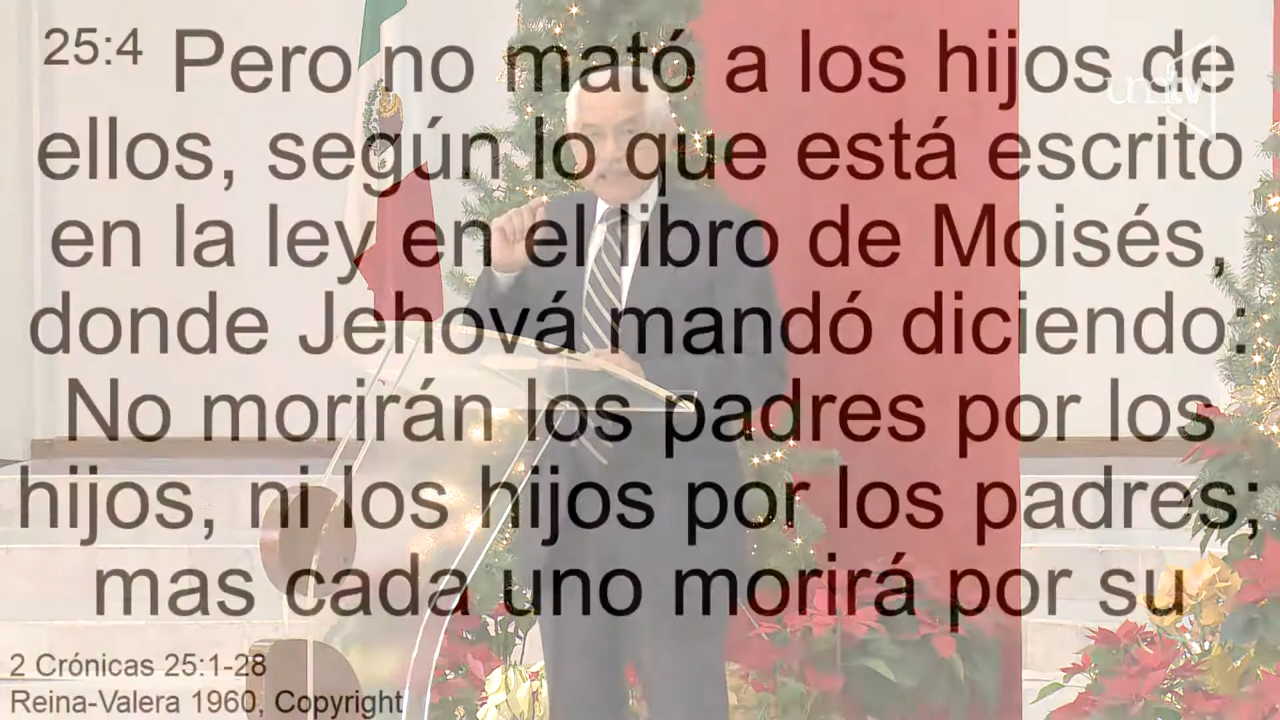 25:4 Pero no mató a los hijos de
ellos, según lo que está escrito
en la ley en el libro de Moisés,
donde Jehová mandó diciendo:
No morirán los padres por los
hijos, ni los hijos por los padres;
mas cada uno morirá por su
2 Crónicas 25:1-28
Reina-Valera 1960, Copyright
umtv